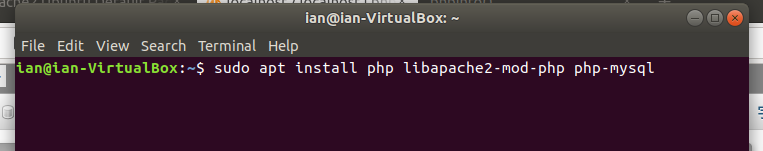 ian@ian-VirtualBox: ~
File Edit View Search Terminal Help
ian@ian-VirtualBox:~$ sudo apt install php libapache2-mod-php php-mysql